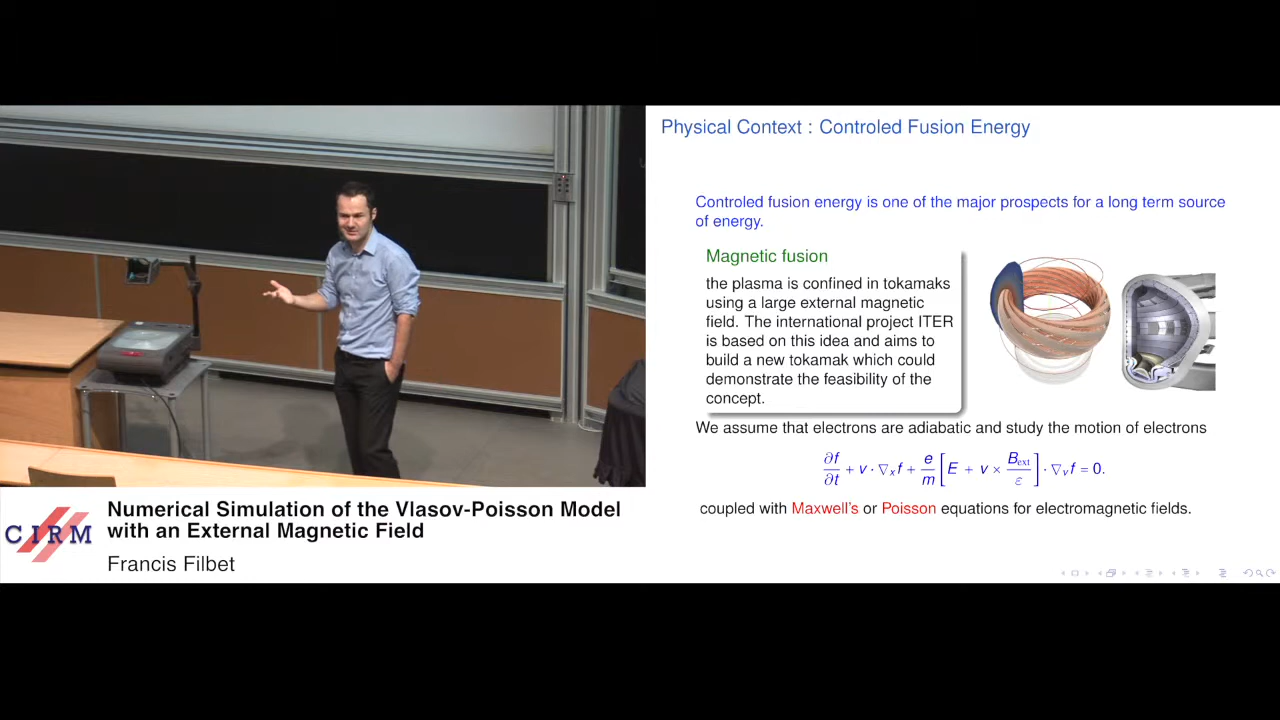 Physical Context : Controled Fusion Energy
Controled fusion energy is one of the major prospects for a long term source
of energy.
Magnetic fusion
the plasma is confined in tokamaks
using a large external magnetic
field. The international project ITER
is based on this idea and aims to
build a new tokamak which could
demonstrate the feasibility of the
concept.
We assume that electrons are adiabatic and study the motion of electrons
∂f/∂t + v · ∇ₓf + e/m [E + v × B_ext/ε] · ∇ᵥf = 0.
coupled with Maxwell's or Poisson equations for electromagnetic fields.
CIRM
Numerical Simulation of the Vlasov-Poisson Model
with an External Magnetic Field
Francis Filbet